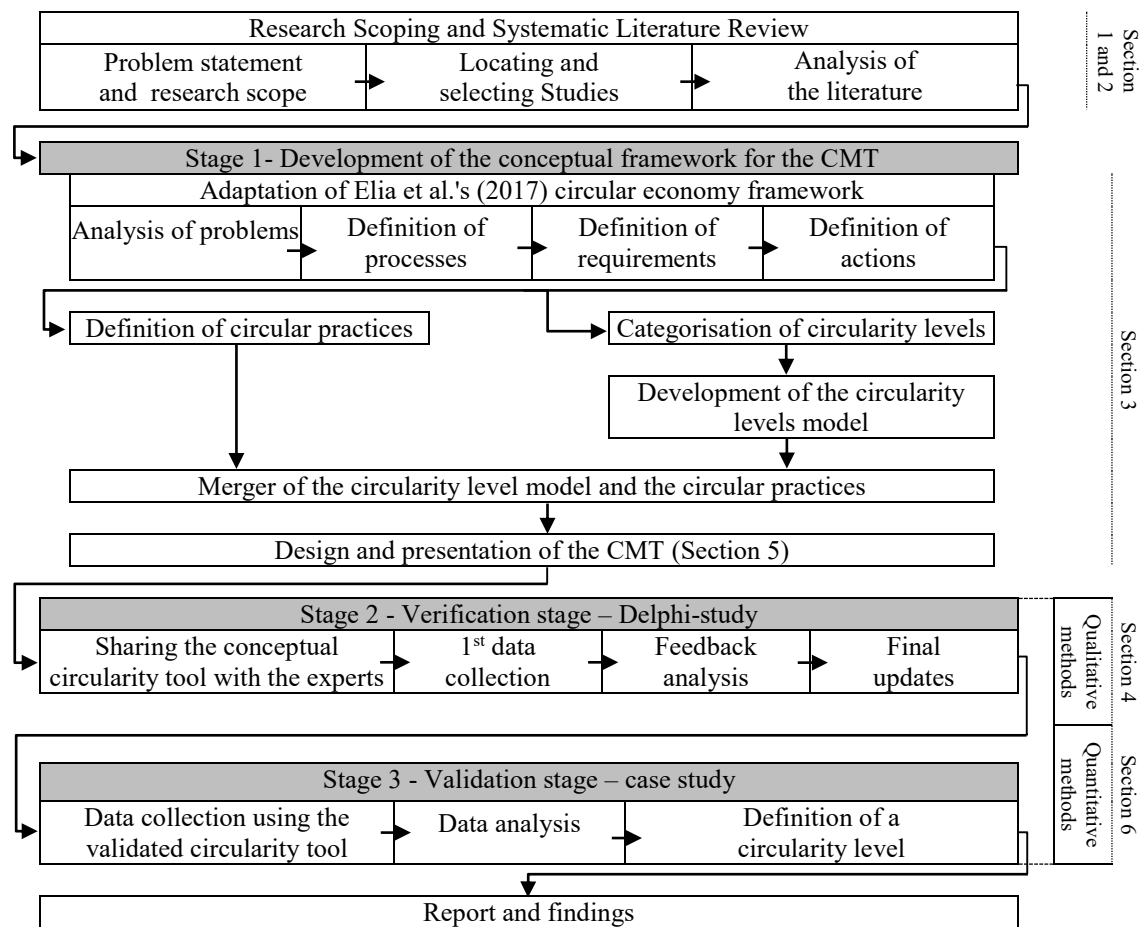 Research Scoping and Systematic Literature Review
Problem statement
and research scope
Locating and
selecting Studies
Analysis of
the literature
Section
1 and 2
Stage 1- Development of the conceptual framework for the CMT
Adaptation of Elia et al.'s (2017) circular economy framework
Analysis of problems
Definition of
processes
Definition of
requirements
Definition of
actions
Definition of circular practices
Categorisation of circularity levels
Development of the circularity
levels model
Section 3
Merger of the circularity level model and the circular practices
Design and presentation of the CMT (Section 5)
Stage 2 - Verification stage – Delphi-study
Sharing the conceptual
circularity tool with the experts
1st data
collection
Feedback
analysis
Final
updates
Qualitative
methods
Section 4
Stage 3 - Validation stage – case study
Data collection using the
validated circularity tool
Data analysis
Definition of a
circularity level
Quantitative
methods
Section 6
Report and findings